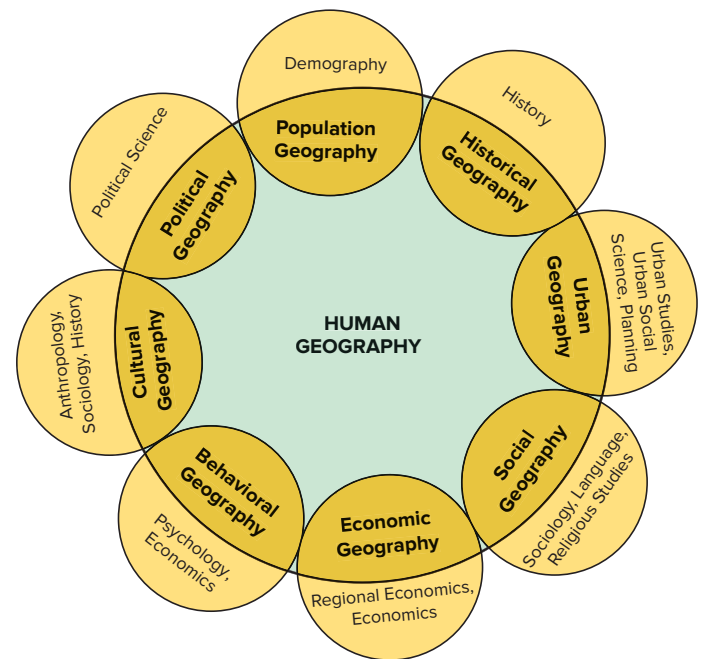 Demography
Population
Geography
History
Historical
Geography
Urban Studies,
Urban Social
Science, Planning
Urban
Geography
Social
Geography
Sociology, Language,
Religious Studies
Economic
Geography
Regional Economics,
Economics
Behavioral
Geography
Psychology,
Economics
Cultural
Geography
Anthropology,
Sociology, History
Political Science
Political
Geography
HUMAN
GEOGRAPHY